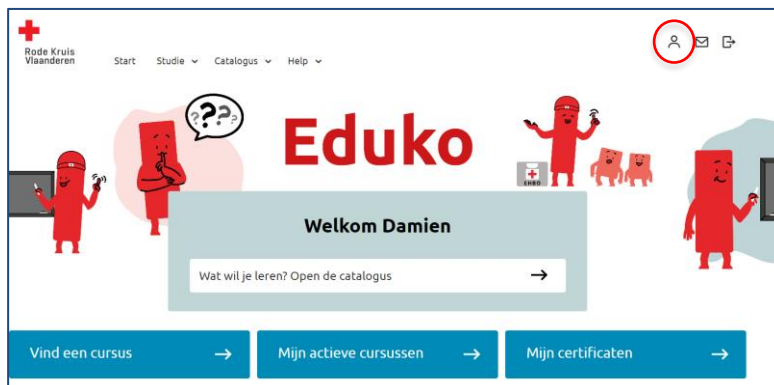 Rode Kruis
Vlaanderen
Start Studie Catalogus Help
???
Eduko
EHBO
Welkom Damien
Wat wil je leren? Open de catalogus
Vind een cursus
Mijn actieve cursussen
Mijn certificaten